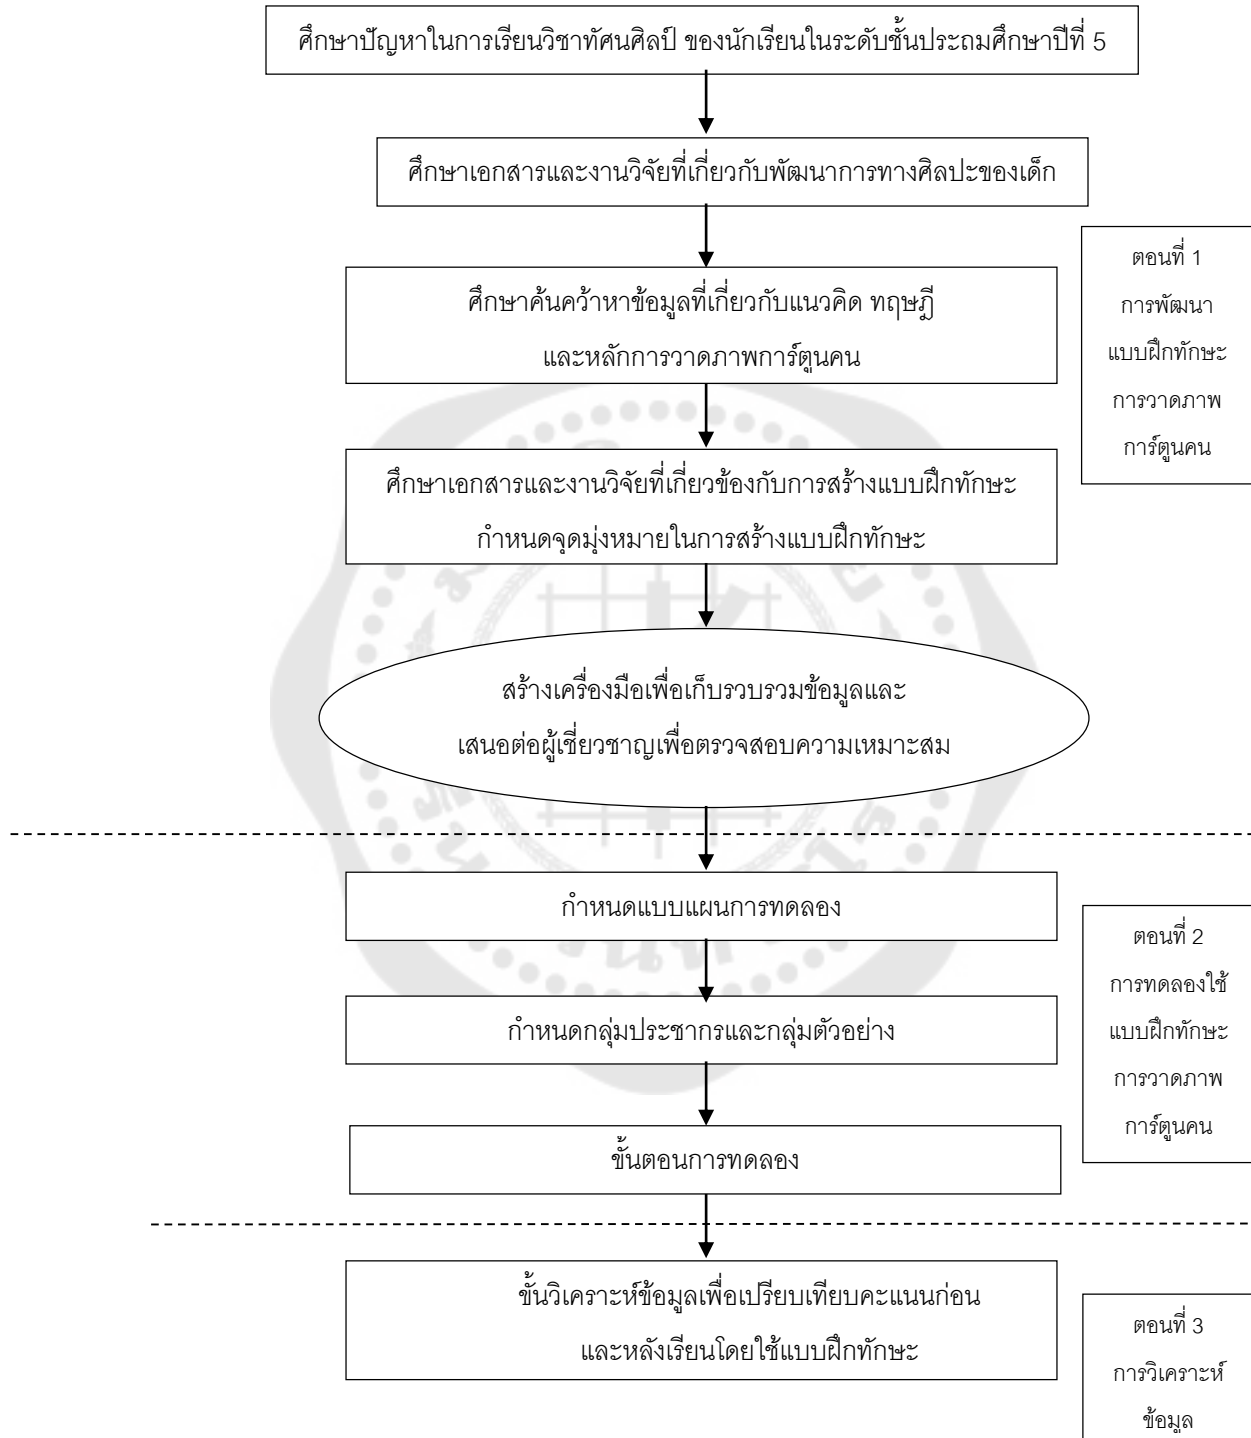 ศึกษาปัญหาในการเรียนวิชาทัศนศิลป์ ของนักเรียนในระดับชั้นประถมศึกษาปีที่ 5
ศึกษาเอกสารและงานวิจัยที่เกี่ยวกับพัฒนาการทางศิลปะของเด็ก
ศึกษาค้นคว้าหาข้อมูลที่เกี่ยวกับแนวคิด ทฤษฎี
และหลักการวาดภาพการ์ตูนคน
ศึกษาเอกสารและงานวิจัยที่เกี่ยวข้องกับการสร้างแบบฝึกทักษะ
กำหนดจุดมุ่งหมายในการสร้างแบบฝึกทักษะ
สร้างเครื่องมือเพื่อเก็บรวบรวมข้อมูลและ
เสนอต่อผู้เชี่ยวชาญเพื่อตรวจสอบความเหมาะสม
ตอนที่ 1
การพัฒนา
แบบฝึกทักษะ
การวาดภาพ
การ์ตูนคน
กำหนดแบบแผนการทดลอง
กำหนดกลุ่มประชากรและกลุ่มตัวอย่าง
ขั้นตอนการทดลอง
ตอนที่ 2
การทดลองใช้
แบบฝึกทักษะ
การวาดภาพ
การ์ตูนคน
ขั้นวิเคราะห์ข้อมูลเพื่อเปรียบเทียบคะแนนก่อน
และหลังเรียนโดยใช้แบบฝึกทักษะ
ตอนที่ 3
การวิเคราะห์
ข้อมูล